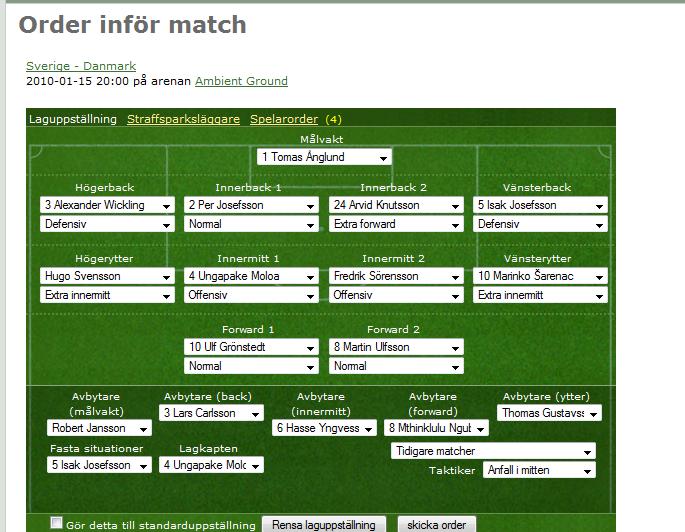 Order inför match
Sverige - Danmark
2010-01-15 20:00 på arenan Ambient Ground
Laguppställning Straffsparksläggare Spelarorder (4)
Målvakt
1 Tomas Ånglund
Högerback Innerback 1 Innerback 2 Vänsterback
3 Alexander Wickling 2 Per Josefsson 24 Arvid Knutsson 5 Isak Josefsson
Defensiv Normal Extra forward Defensiv
Högerytter Innermitt 1 Innermitt 2 Vänsterytter
Hugo Svensson 4 Ungapake Moloa Fredrik Sörensson 10 Marinko Šarenac
Extra innermitt Offensiv Offensiv Extra innermitt
Forward 1 Forward 2
10 Ulf Grönstedt 8 Martin Ulfsson
Normal Normal
Avbytare (målvakt) Avbytare (back) Avbytare (innermitt) Avbytare (forward) Avbytare (ytter)
Robert Jansson 3 Lars Carlsson 6 Hasse Yngvess 8 Mthinklulu Ngut Thomas Gustavss
Fasta situationer Lagkapten
5 Isak Josefsson 4 Ungapake Molc Tidigare matcher
Taktiker Anfall i mitten
Gör detta till standarduppställning Rensa laguppställning skicka order